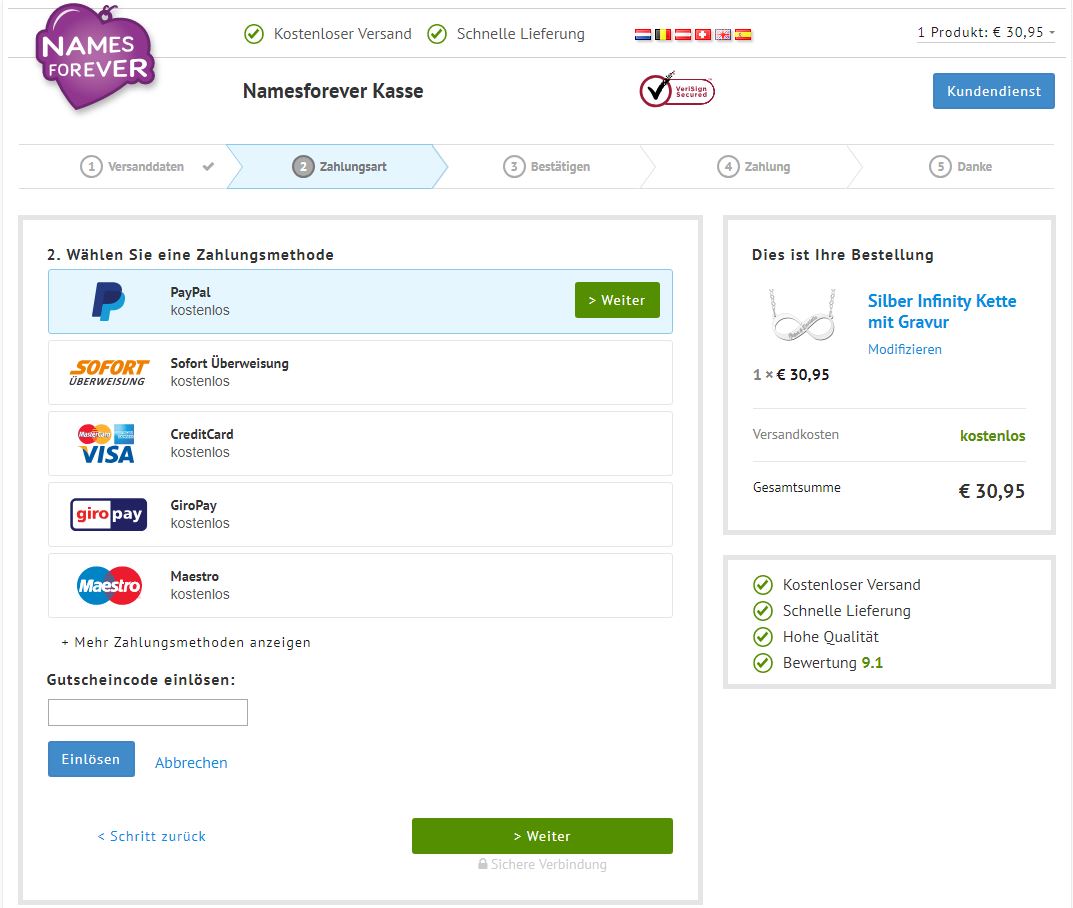 NAMES
FOREVER
Kostenloser Versand
Schnelle Lieferung
1 Produkt: € 30,95
Namesforever Kasse
VeriSign
Secured
Kundendienst
1 Versanddaten
2 Zahlungsart
3 Bestätigen
4 Zahlung
5 Danke
2. Wählen Sie eine Zahlungsmethode
PayPal
kostenlos
> Weiter
SOFORT
ÜBERWEISUNG
Sofort Überweisung
kostenlos
MasterCard
VISA
CreditCard
kostenlos
giropay
GiroPay
kostenlos
Maestro
Maestro
kostenlos
+ Mehr Zahlungsmethoden anzeigen
Gutscheincode einlösen:
Einlösen
Abbrechen
< Schritt zurück
> Weiter
Sichere Verbindung
Dies ist Ihre Bestellung
Silber Infinity Kette
mit Gravur
Modifizieren
1 × € 30,95
Versandkosten
kostenlos
Gesamtsumme
€ 30,95
Kostenloser Versand
Schnelle Lieferung
Hohe Qualität
Bewertung 9.1